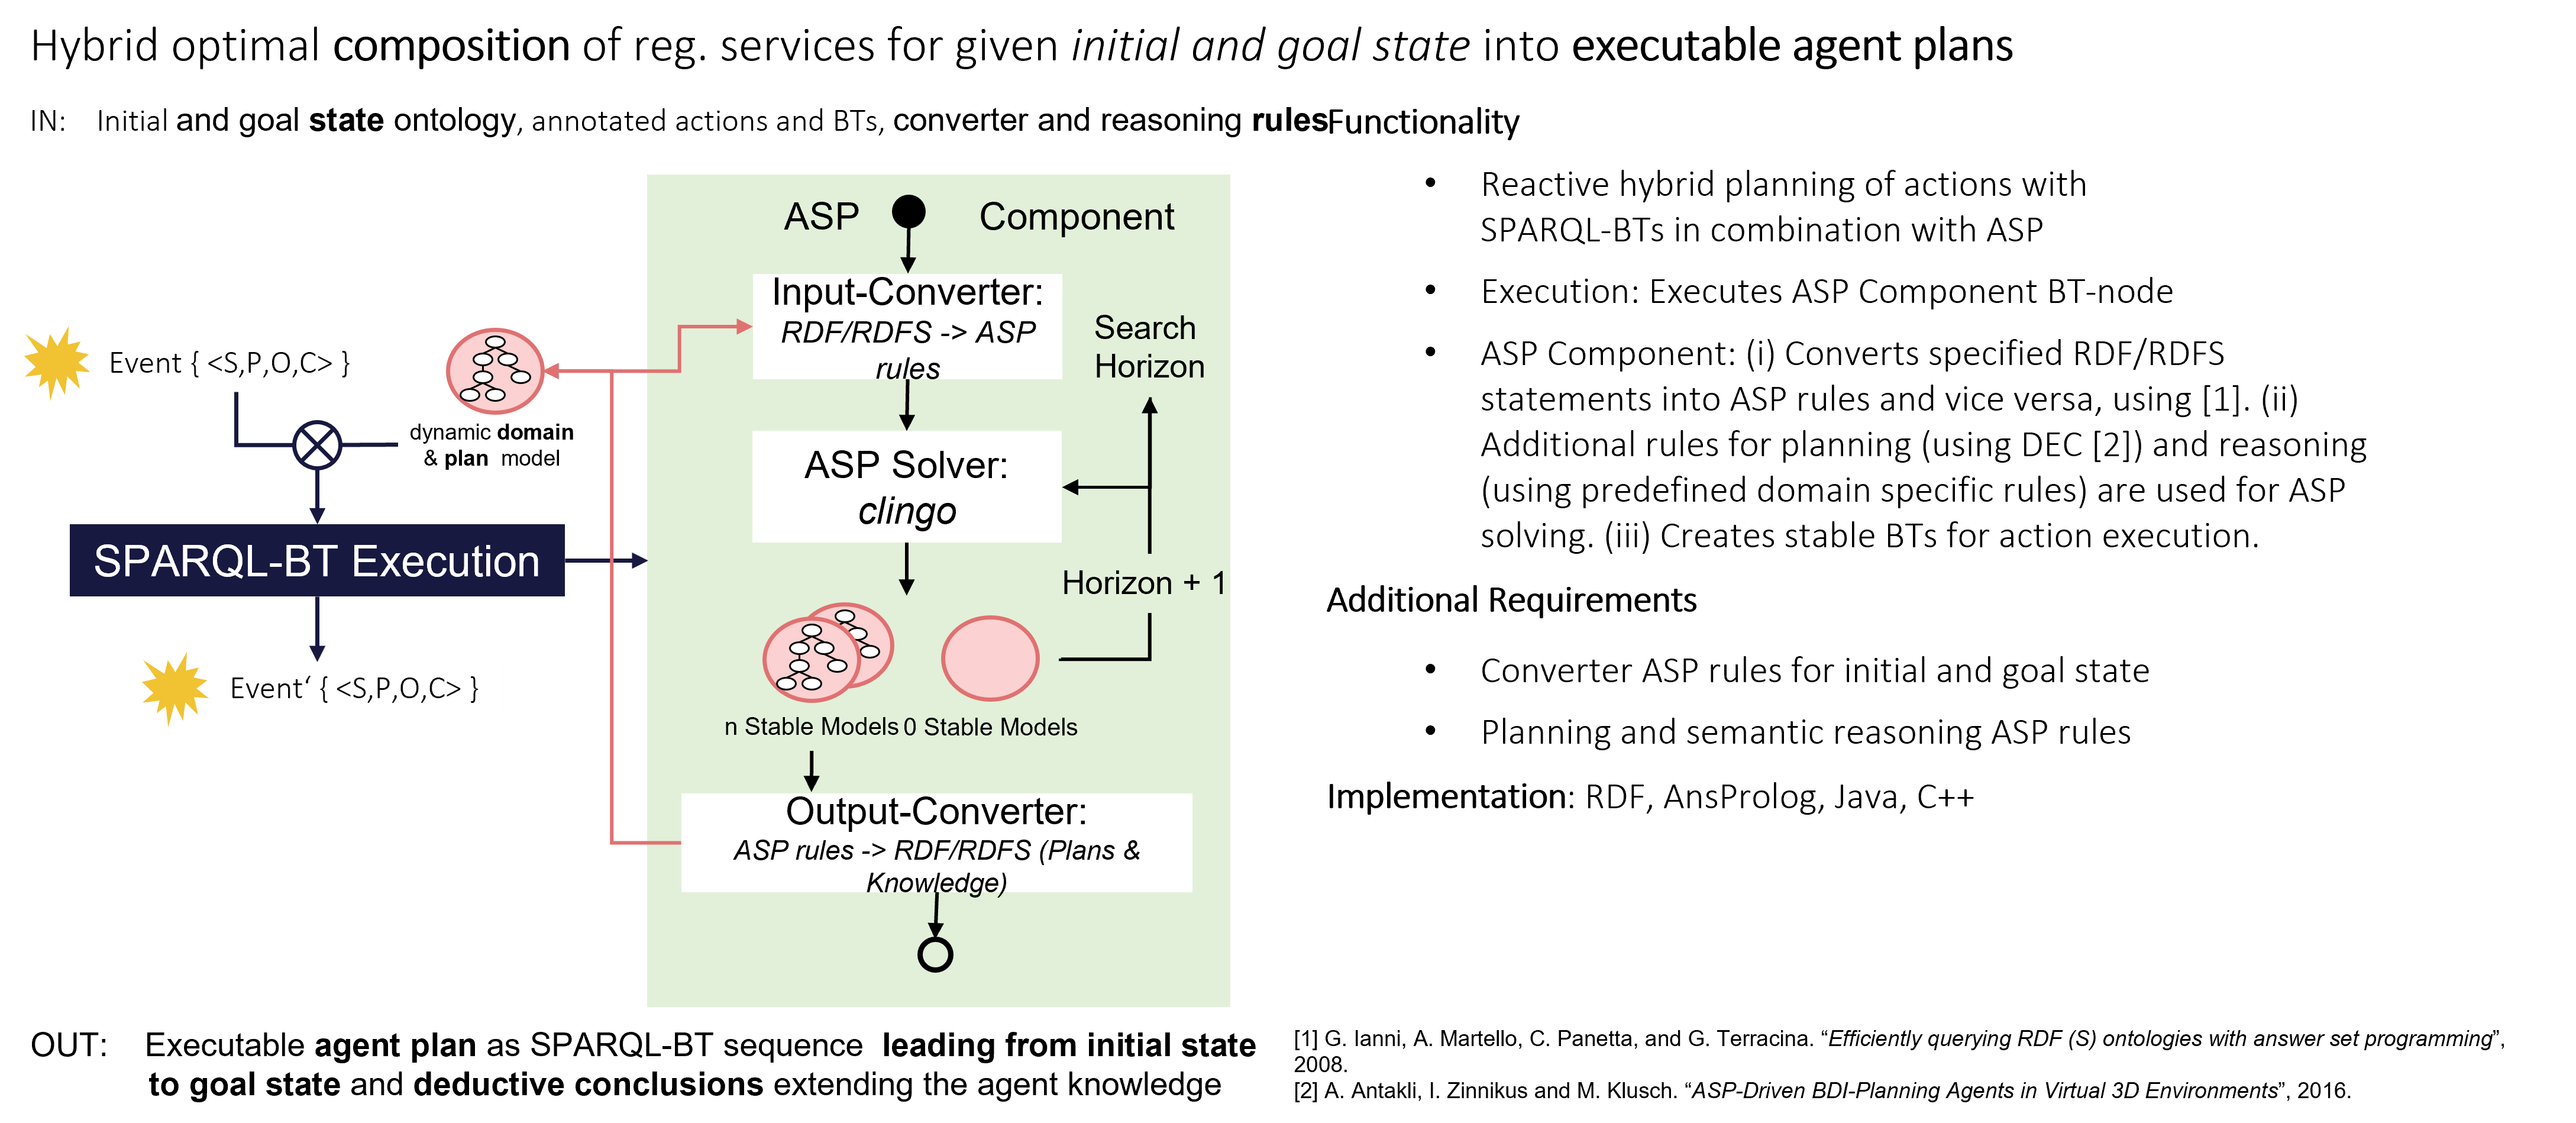 Hybrid optimal composition of reg. services for given initial and goal state into executable agent plans
IN: Initial and goal state ontology, annotated actions and BTs, converter and reasoning rules
ASP Component
Input-Converter:
RDF/RDFS -> ASP
rules
Search
Horizon
Event { <S,P,O,C> }
dynamic domain
& plan model
ASP Solver:
clingo
SPARQL-BT Execution
Horizon + 1
Event‘ { <S,P,O,C> }
n Stable Models
0 Stable Models
Output-Converter:
ASP rules -> RDF/RDFS (Plans &
Knowledge)
OUT: Executable agent plan as SPARQL-BT sequence leading from initial state
to goal state and deductive conclusions extending the agent knowledge
Functionality
• Reactive hybrid planning of actions with
SPARQL-BTs in combination with ASP
• Execution: Executes ASP Component BT-node
• ASP Component: (i) Converts specified RDF/RDFS
statements into ASP rules and vice versa, using [1]. (ii)
Additional rules for planning (using DEC [2]) and reasoning
(using predefined domain specific rules) are used for ASP
solving. (iii) Creates stable BTs for action execution.
Additional Requirements
• Converter ASP rules for initial and goal state
• Planning and semantic reasoning ASP rules
Implementation: RDF, AnsProlog, Java, C++
[1] G. Ianni, A. Martello, C. Panetta, and G. Terracina. “Efficiently querying RDF (S) ontologies with answer set programming”,
2008.
[2] A. Antakli, I. Zinnikus and M. Klusch. “ASP-Driven BDI-Planning Agents in Virtual 3D Environments”, 2016.